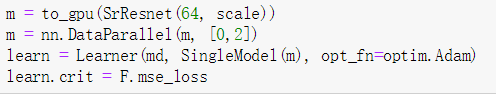 m = to_gpu(SrResnet(64, scale))
m = nn.DataParallel(m, [0,2])
learn = Learner(md, SingleModel(m), opt_fn=optim.Adam)
learn.crit = F.mse_loss